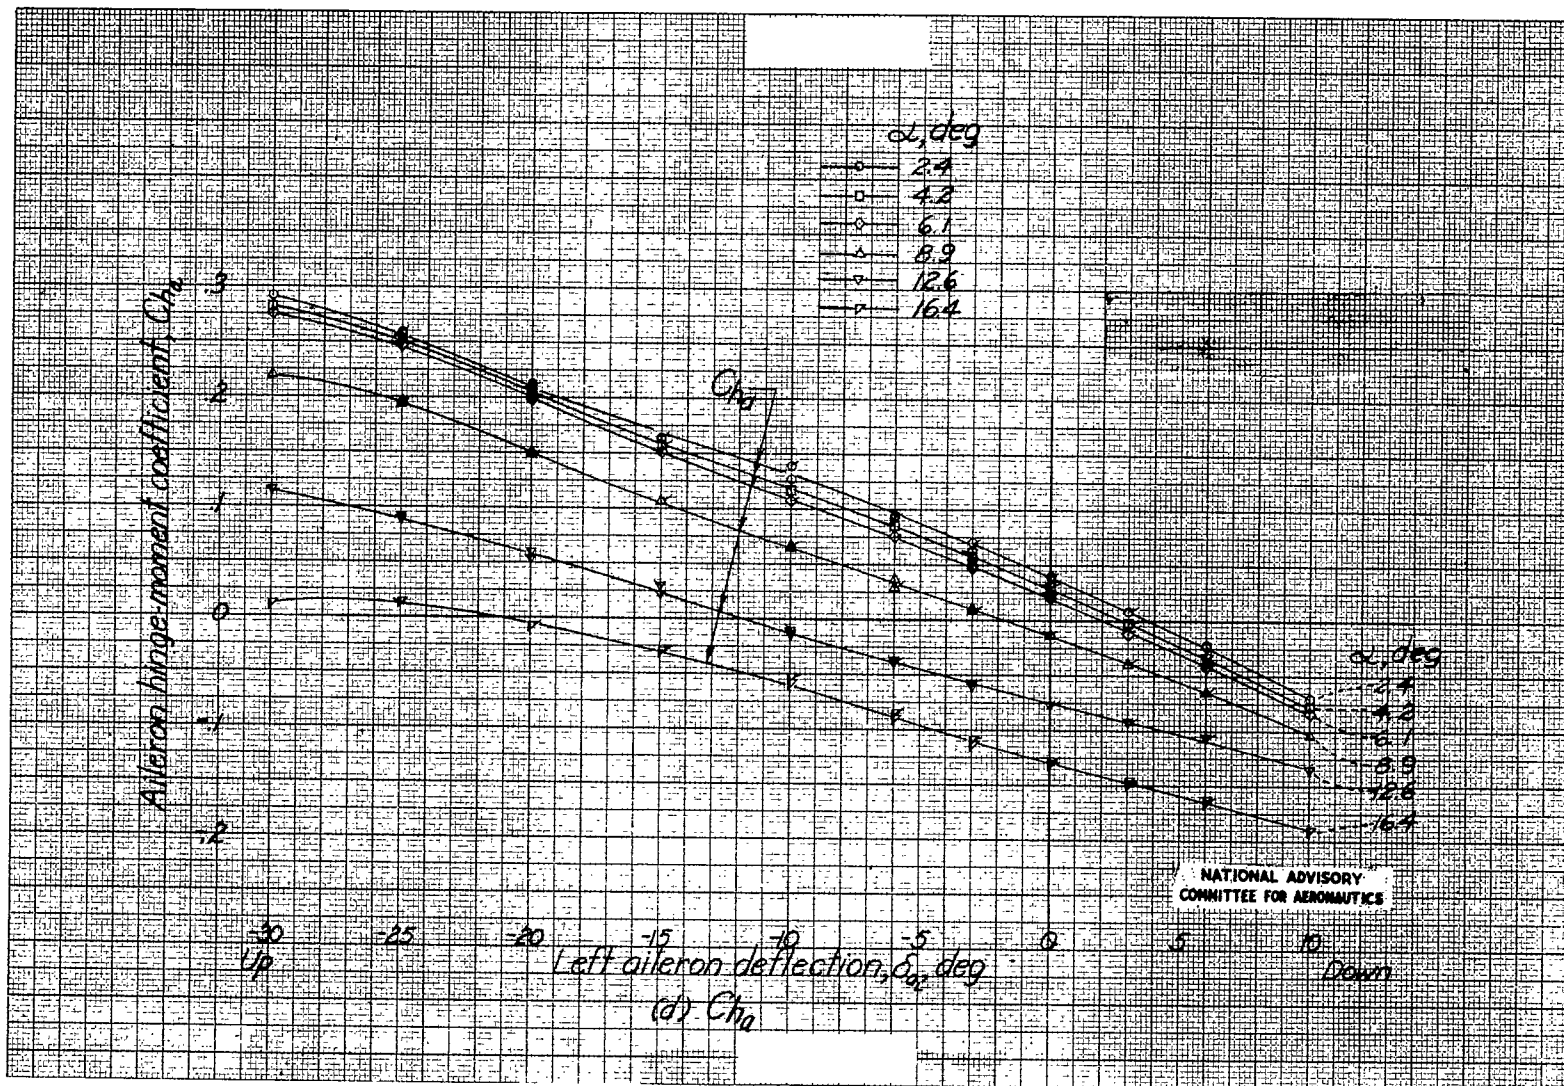 α, deg
2.4
4.2
6.1
8.9
12.6
16.4
Aileron hinge-moment coefficient, Cha
.3
.2
.1
0
-.1
-.2
Cha
α, deg
2.4
4.2
6.1
8.9
12.6
16.4
NATIONAL ADVISORY
COMMITTEE FOR AERONAUTICS
-30 -25 -20 -15 -10 -5 0 5 10
Up Down
Left aileron deflection, δaL, deg
(d) Cha